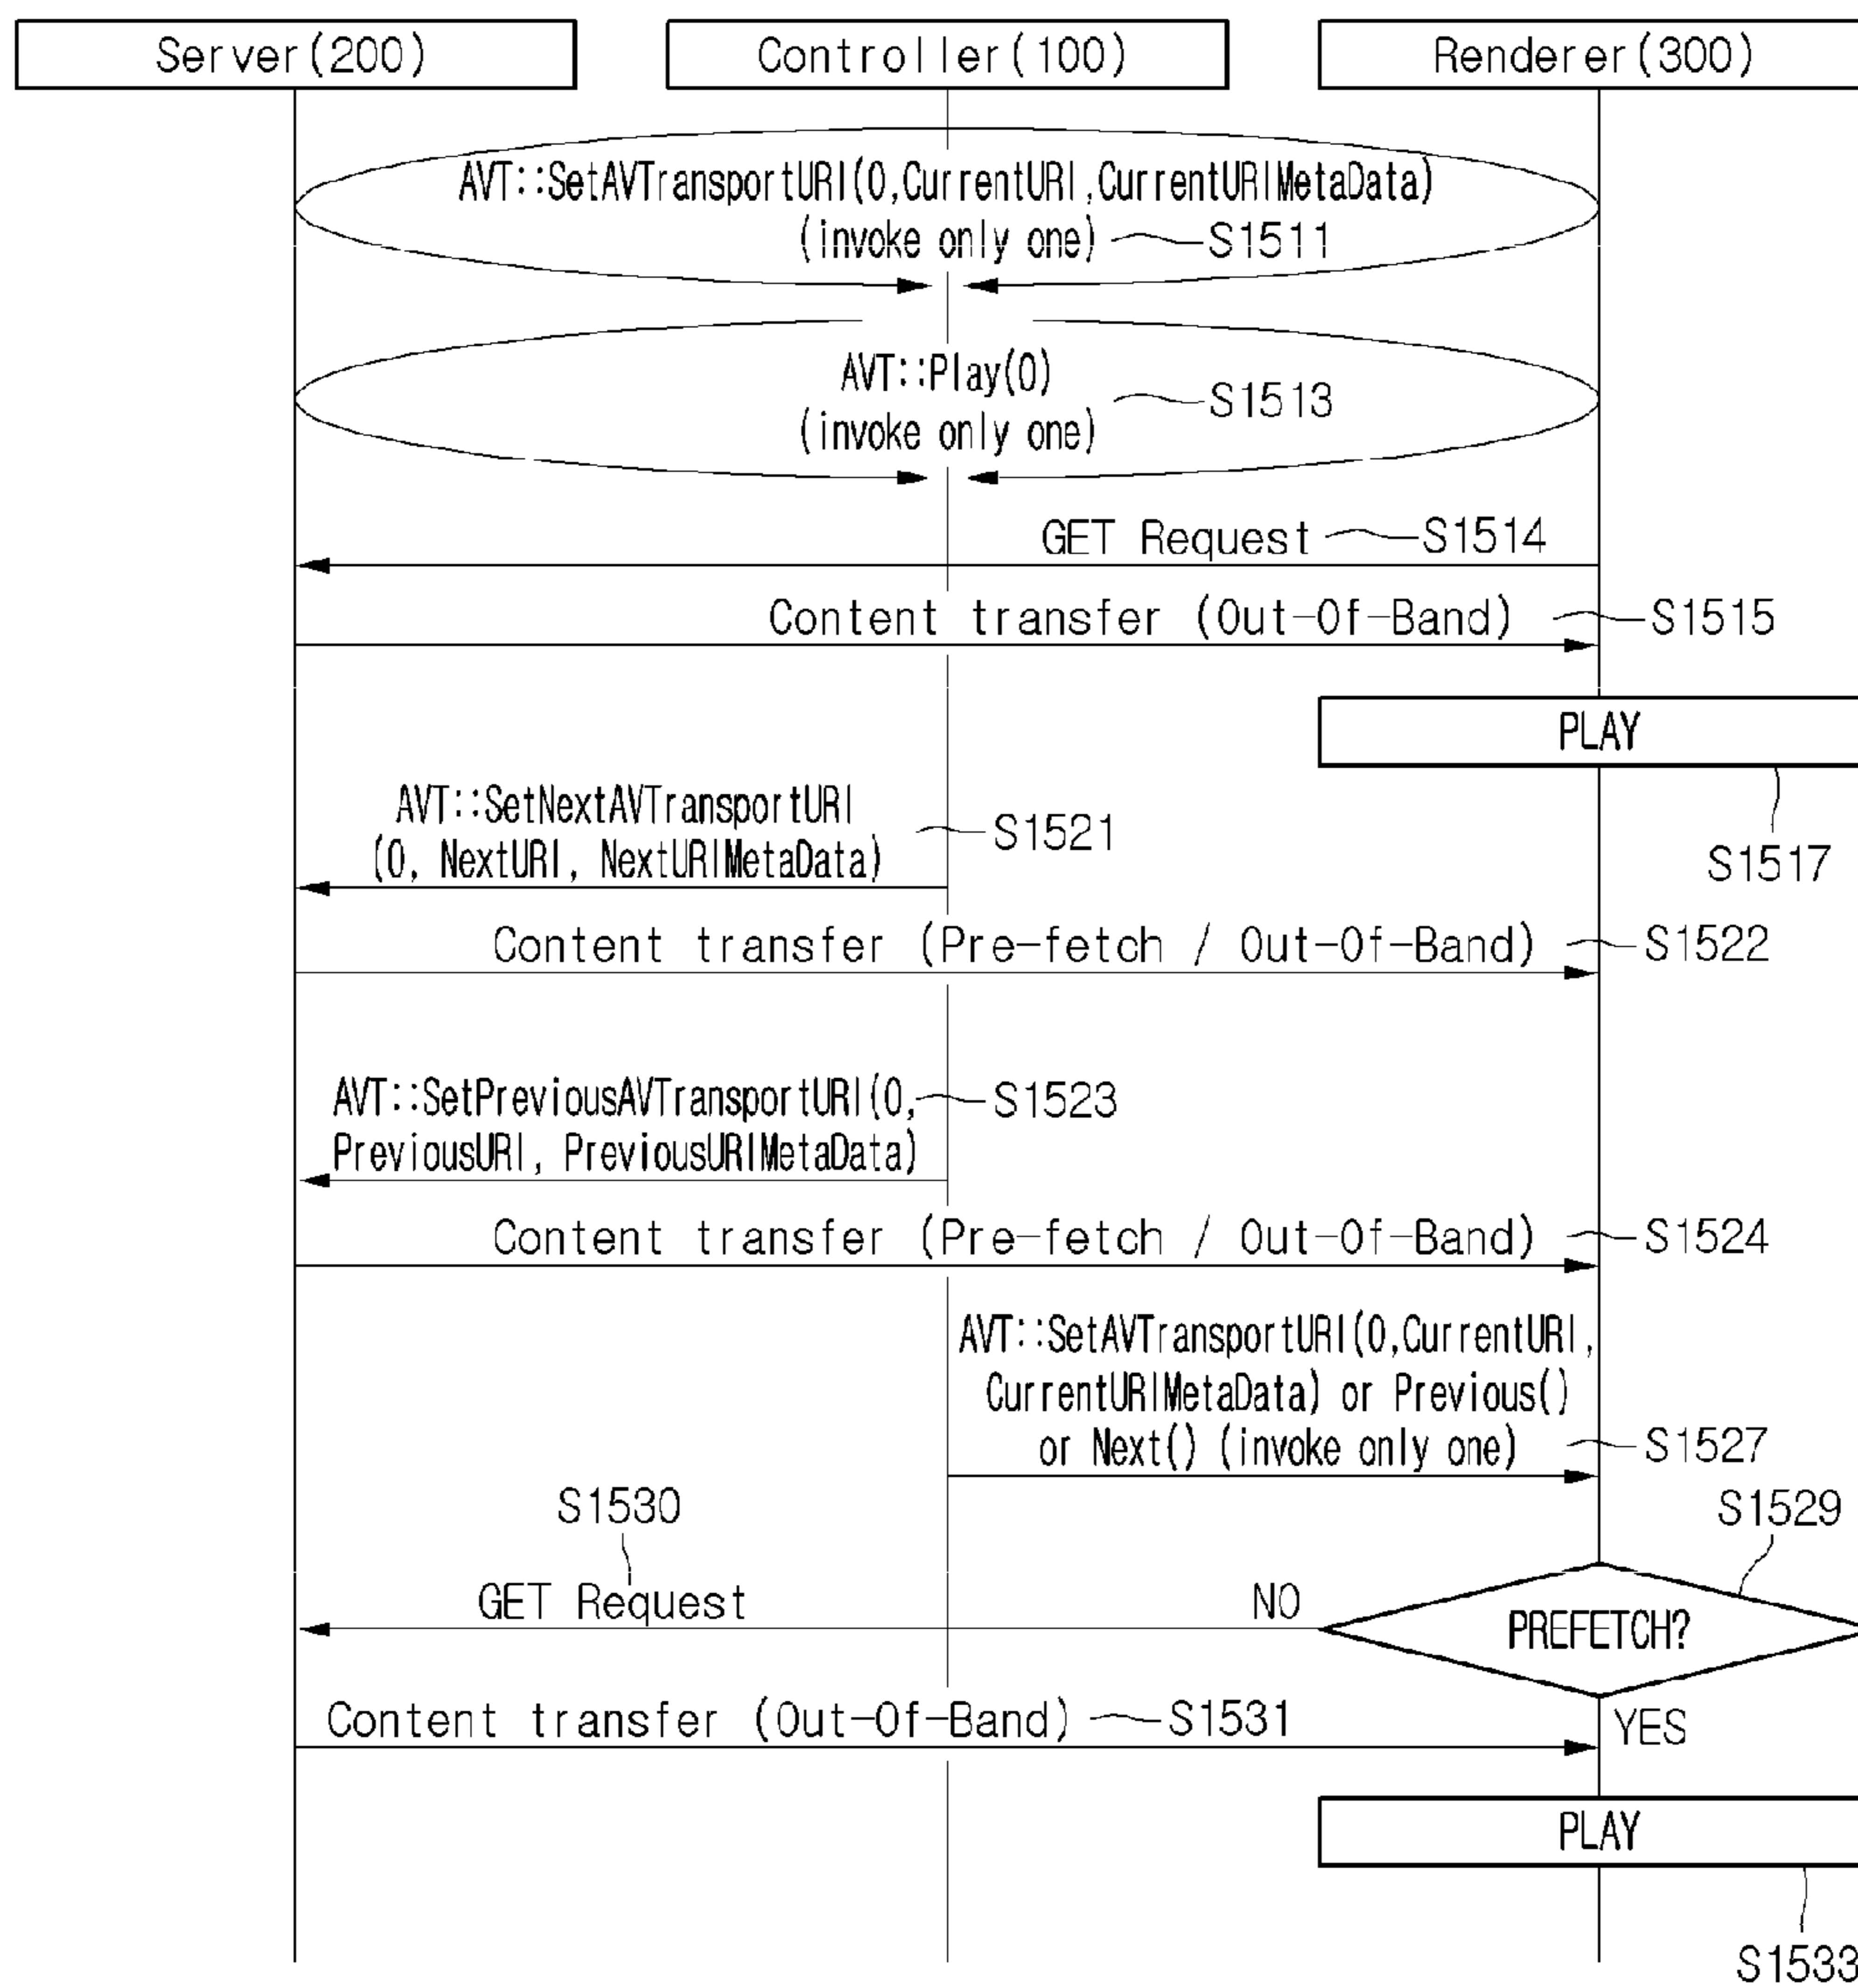 Server(200)
Controller(100)
Renderer(300)
AVT::SetAVTransportURI(0,CurrentURI,CurrentURIMetaData)
(invoke only one)
S1511
AVT::Play(0)
(invoke only one)
S1513
GET Request
S1514
Content transfer (Out-Of-Band)
S1515
PLAY
S1517
AVT::SetNextAVTransportURI
(0, NextURI, NextURIMetaData)
S1521
Content transfer (Pre-fetch / Out-Of-Band)
S1522
AVT::SetPreviousAVTransportURI(0,
PreviousURI, PreviousURIMetaData)
S1523
Content transfer (Pre-fetch / Out-Of-Band)
S1524
AVT::SetAVTransportURI(0,CurrentURI,
CurrentURIMetaData) or Previous()
or Next() (invoke only one)
S1527
S1530
S1529
GET Request
NO
PREFETCH?
Content transfer (Out-Of-Band)
S1531
YES
PLAY
S1533